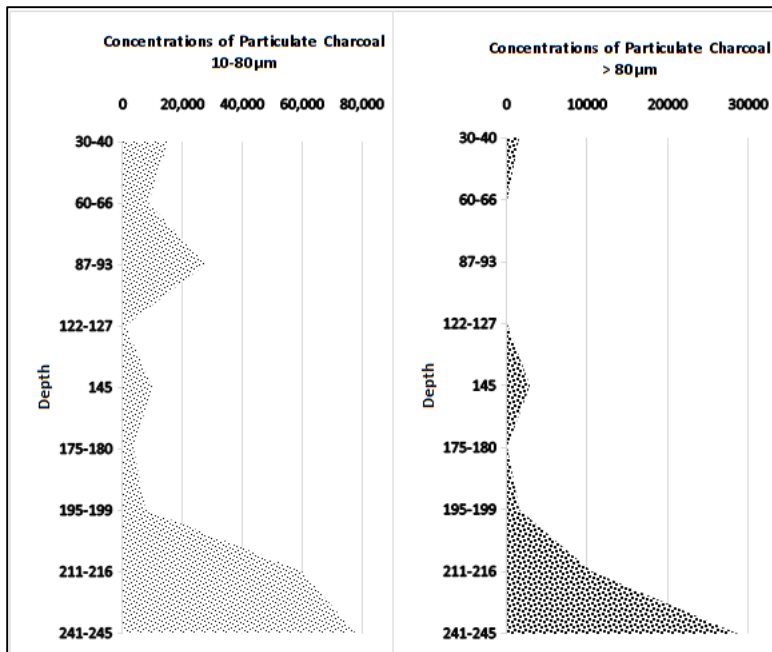 Concentrations of Particulate Charcoal
10-80µm
0 20,000 40,000 60,000 80,000
30-40
60-66
87-93
122-127
145
175-180
195-199
211-216
241-245
Depth
Concentrations of Particulate Charcoal
> 80µm
0 10000 20000 30000
30-40
60-66
87-93
122-127
145
175-180
195-199
211-216
241-245
Depth